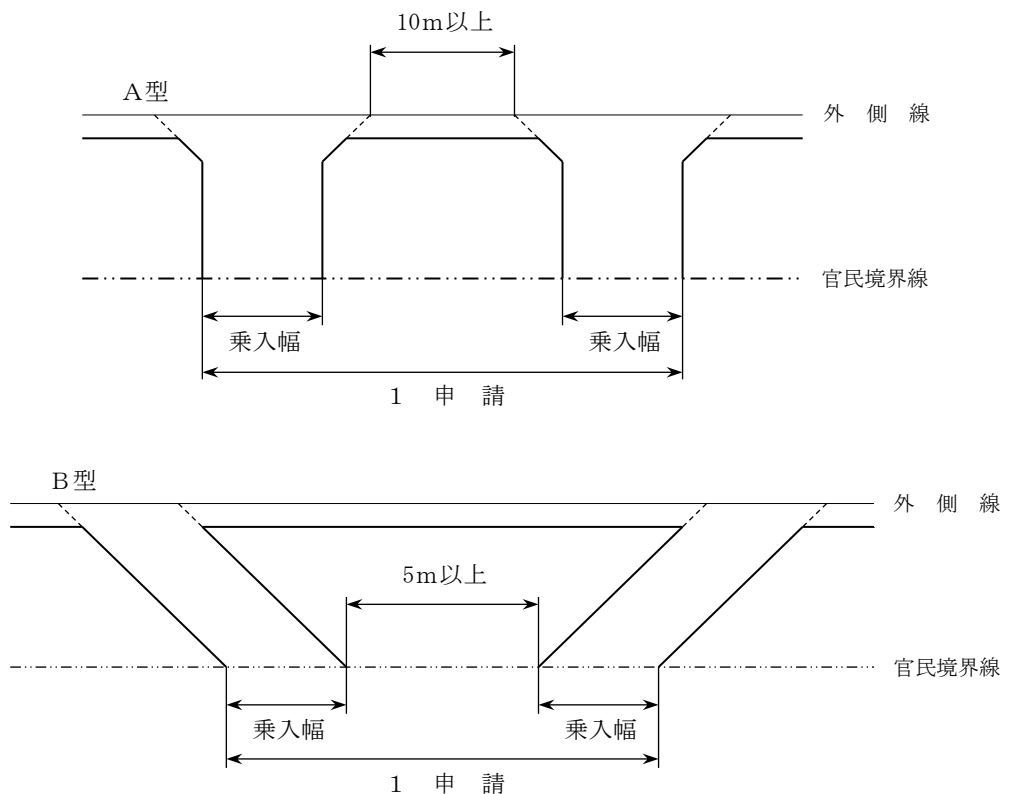 10m以上
A型
外 側 線
官民境界線
乗入幅 乗入幅
1 申 請
B型
外 側 線
5m以上
官民境界線
乗入幅 乗入幅
1 申 請